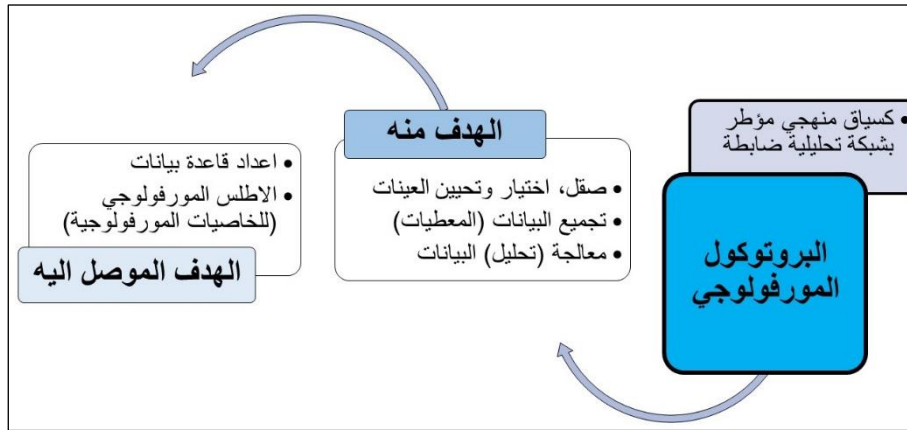 كسياق منهجي مؤطر
بشبكة تحليلية ضابطة
البروتوكول
المورفولوجي
الهدف منه
صقل، اختيار وتحيين العينات
تجميع البيانات (المعطيات)
معالجة (تحليل) البيانات
اعداد قاعدة بيانات
الاطلس المورفولوجي
(للخاصيات المورفولوجية)
الهدف الموصل اليه